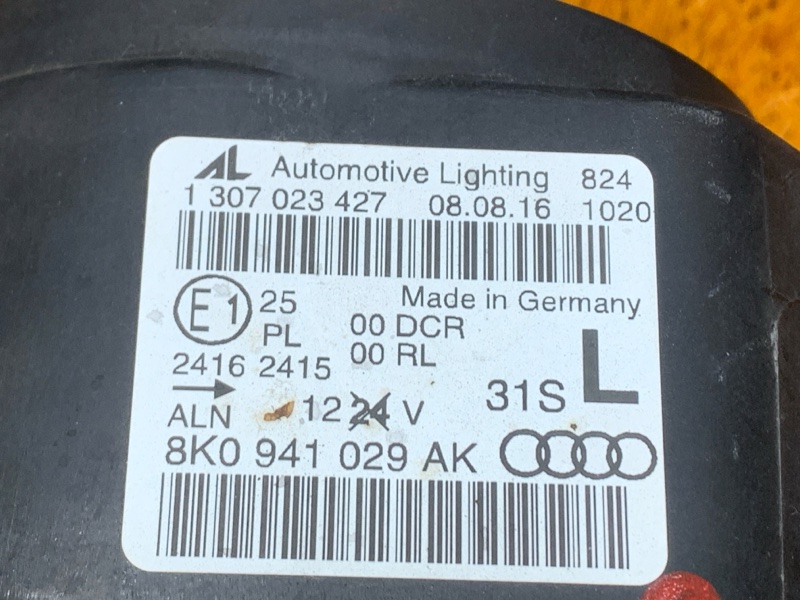 AL Automotive Lighting 824
1 307 023 427 08.08.16 1020
E1 25 Made in Germany
PL 00 DCR
2416 2415 00 RL L
ALN 12 24 V 31S
8K0 941 029 AK